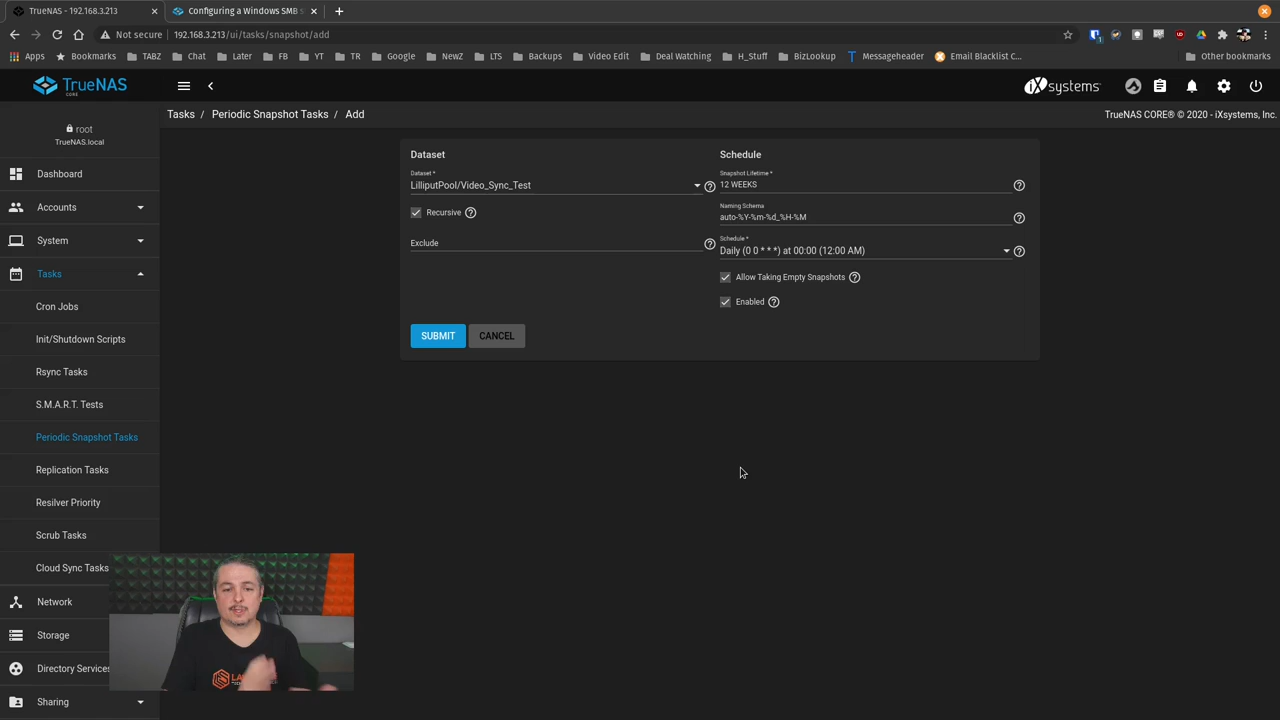 TrueNAS - 192.168.3.213
Configuring a Windows SMB s
Not secure
192.168.3.213/ui/tasks/snapshot/add
Apps
Bookmarks
TABZ
Chat
Later
FB
YT
TR
Google
NewZ
LTS
Backups
Video Edit
Deal Watching
H_Stuff
BizLookup
Messageheader
Email Blacklist C...
Other bookmarks
TrueNAS
CORE
iXsystems
Tasks / Periodic Snapshot Tasks / Add
TrueNAS CORE® © 2020 - iXsystems, Inc.
root
TrueNAS.local
Dashboard
Accounts
System
Tasks
Cron Jobs
Init/Shutdown Scripts
Rsync Tasks
S.M.A.R.T. Tests
Periodic Snapshot Tasks
Replication Tasks
Resilver Priority
Scrub Tasks
Cloud Sync Tasks
Network
Storage
Directory Services
Sharing
Dataset
Dataset *
LilliputPool/Video_Sync_Test
Recursive
Exclude
Schedule
Snapshot Lifetime *
12 WEEKS
Naming Schema
auto-%Y-%m-%d_%H-%M
Schedule *
Daily (0 0 * * *) at 00:00 (12:00 AM)
Allow Taking Empty Snapshots
Enabled
SUBMIT
CANCEL